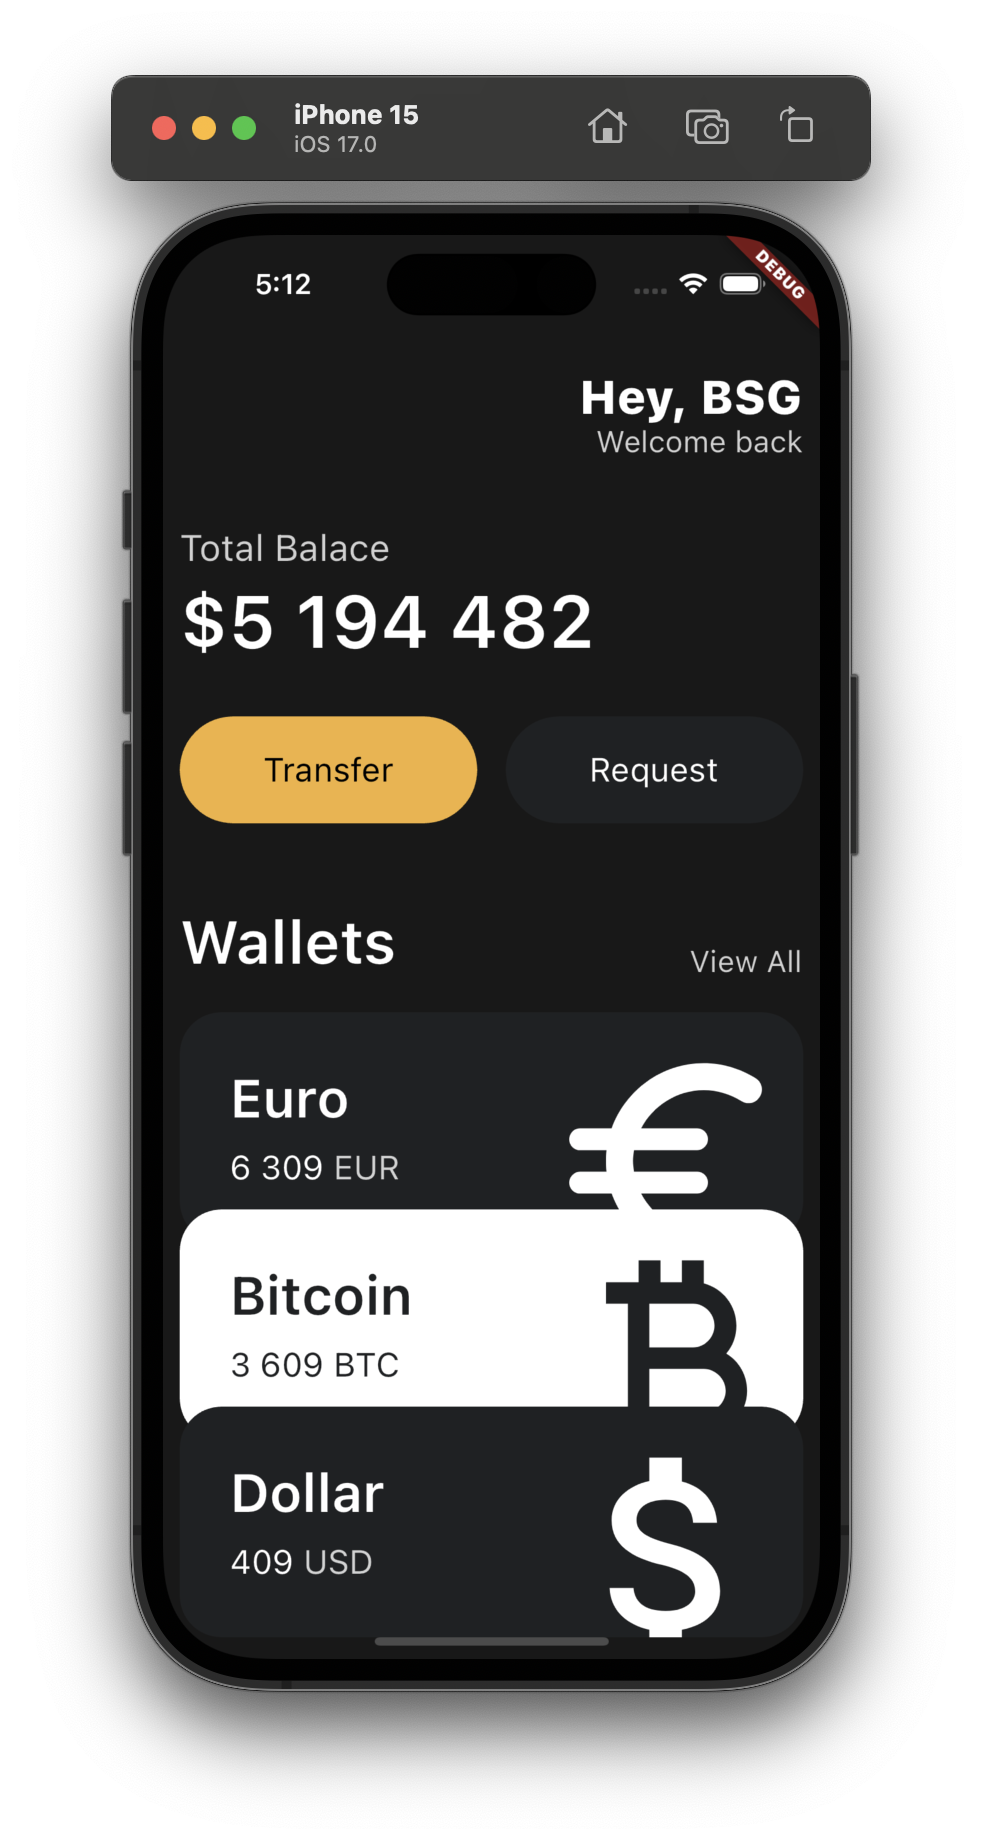 iPhone 15
iOS 17.0
5:12
DEBUG
Hey, BSG
Welcome back
Total Balace
$5 194 482
Transfer
Request
Wallets
View All
Euro
6 309 EUR
€
Bitcoin
3 609 BTC
₿
Dollar
409 USD
$